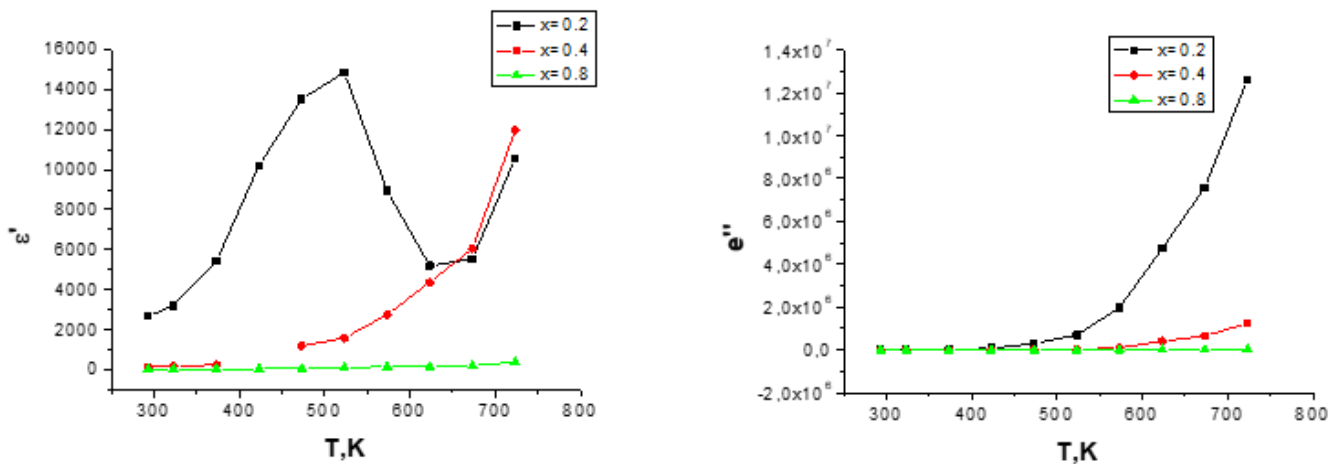 x= 0.2
x= 0.4
x= 0.8
16000
14000
12000
10000
8000
6000
4000
2000
0
ε'
300 400 500 600 700 800
T,K
x= 0.2
x= 0.4
x= 0.8
1,4x10⁷
1,2x10⁷
1,0x10⁷
8,0x10⁶
6,0x10⁶
4,0x10⁶
2,0x10⁶
0,0
-2,0x10⁶
e''
300 400 500 600 700 800
T,K